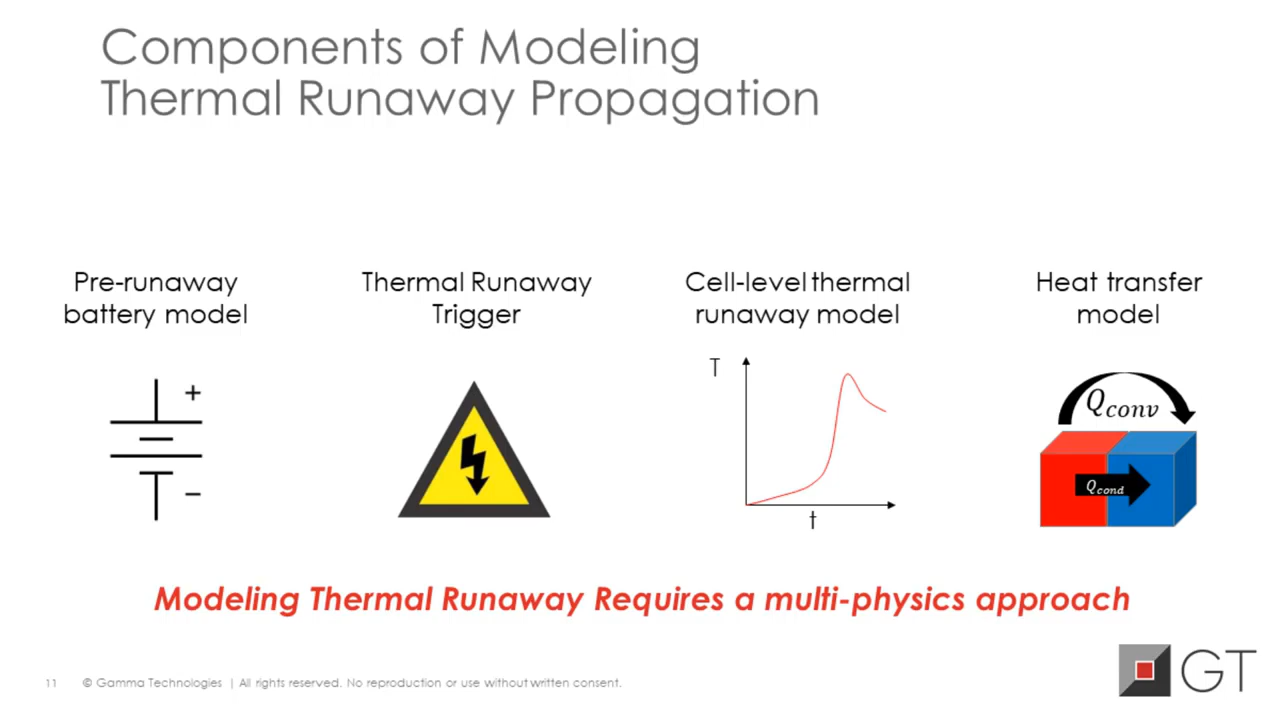 Components of Modeling
Thermal Runaway Propagation
Pre-runaway
battery model
Thermal Runaway
Trigger
Cell-level thermal
runaway model
Heat transfer
model
+
−
T
t
Qconv
Qcond
Modeling Thermal Runaway Requires a multi-physics approach
11 © Gamma Technologies | All rights reserved. No reproduction or use without written consent.
GT